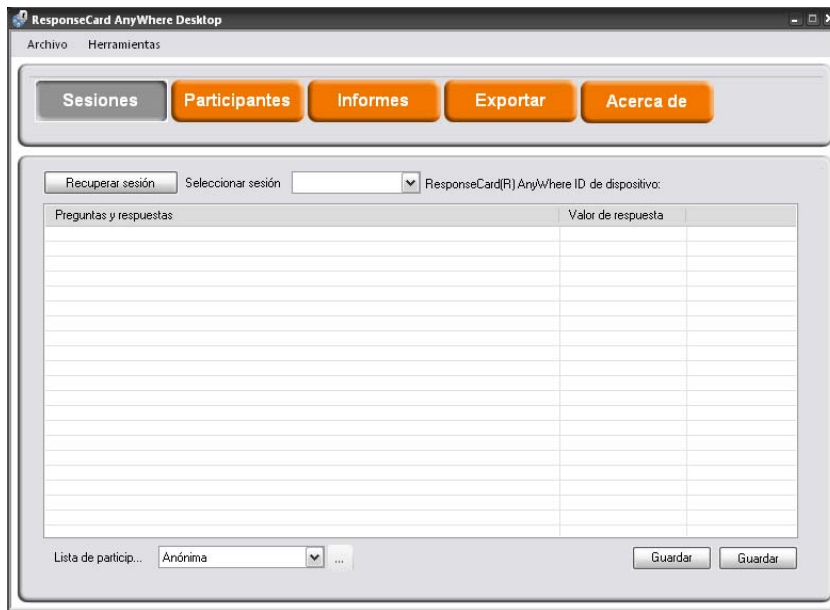 ResponseCard AnyWhere Desktop
Archivo Herramientas
Sesiones Participantes Informes Exportar Acerca de
Recuperar sesión Seleccionar sesión ResponseCard(R) AnyWhere ID de dispositivo:
Preguntas y respuestas Valor de respuesta
Lista de particip... Anónima ... Guardar Guardar